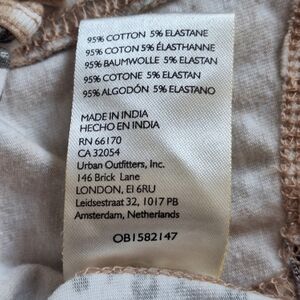 95% COTTON 5% ELASTANE
95% COTON 5% ÉLASTHANNE
95% BAUMWOLLE 5% ELASTAN
95% COTONE 5% ELASTAN
95% ALGODÓN 5% ELASTANO
MADE IN INDIA
HECHO EN INDIA
RN 66170
CA 32054
Urban Outfitters, Inc.
146 Brick Lane
LONDON, E1 6RU
Leidsestraat 32, 1017 PB
Amsterdam, Netherlands
OB1582147